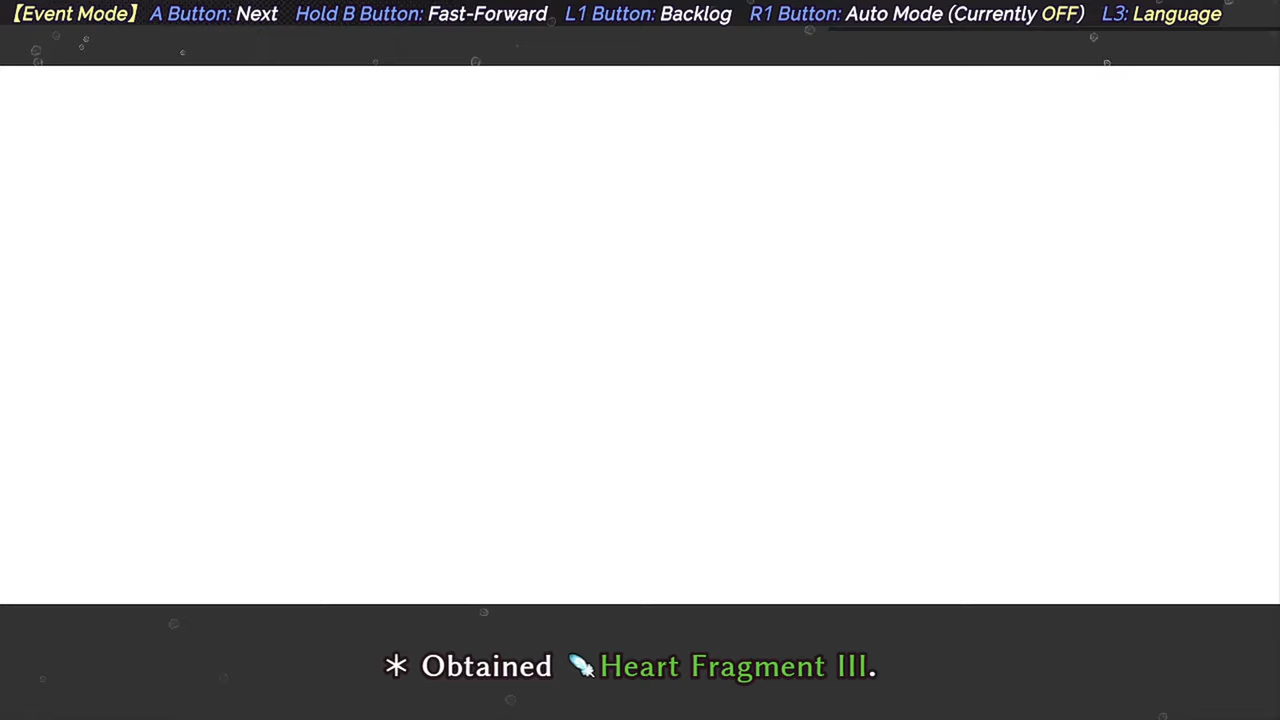 【Event Mode】 A Button: Next Hold B Button: Fast-Forward L1 Button: Backlog R1 Button: Auto Mode (Currently OFF) L3: Language
＊ Obtained Heart Fragment III.